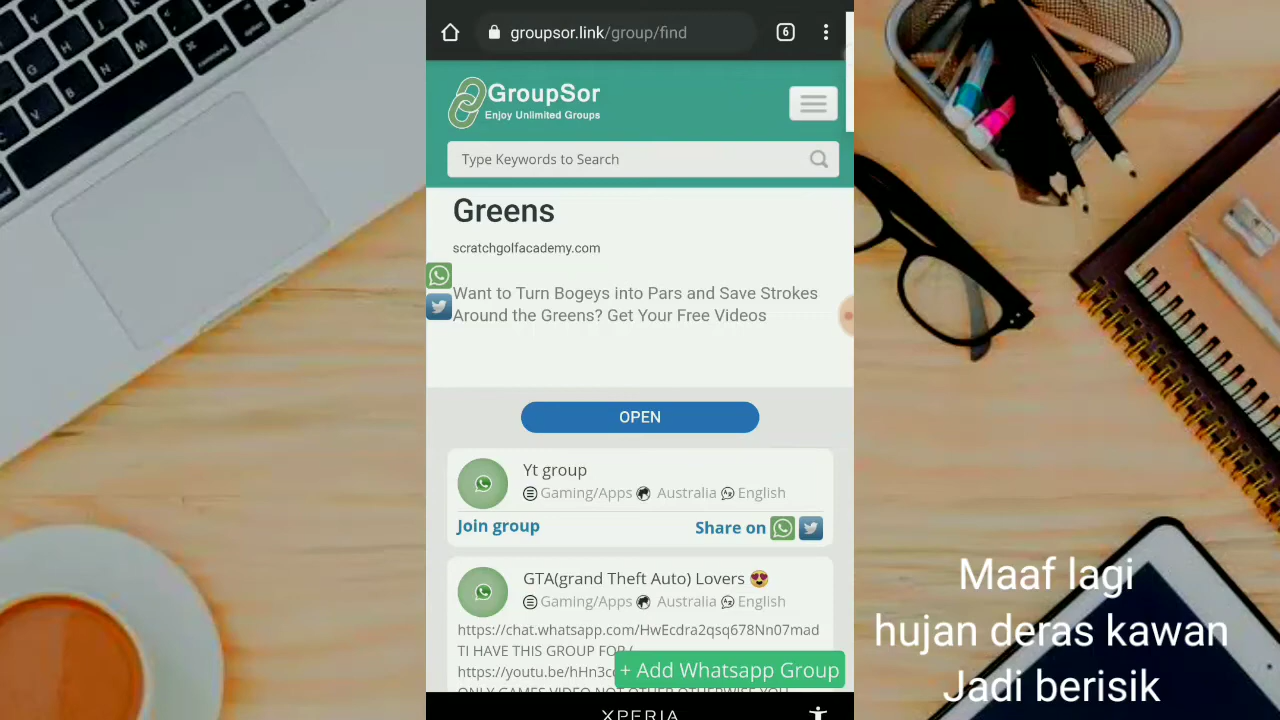 groupsor.link/group/find
6
GroupSor
Enjoy Unlimited Groups
Type Keywords to Search
Greens
scratchgolfacademy.com
Want to Turn Bogeys into Pars and Save Strokes
Around the Greens? Get Your Free Videos
OPEN
Yt group
Gaming/Apps Australia English
Join group
Share on
GTA(grand Theft Auto) Lovers 😍
Gaming/Apps Australia English
https://chat.whatsapp.com/HwEcdra2qsq678Nn07mad
TI HAVE THIS GROUP FOR (
https://youtu.be/hHn3c
+ Add Whatsapp Group
ONLY GAMES VIDEO NOT OTHER OTHERWISE YOU
XPERIA
Maaf lagi
hujan deras kawan
Jadi berisik